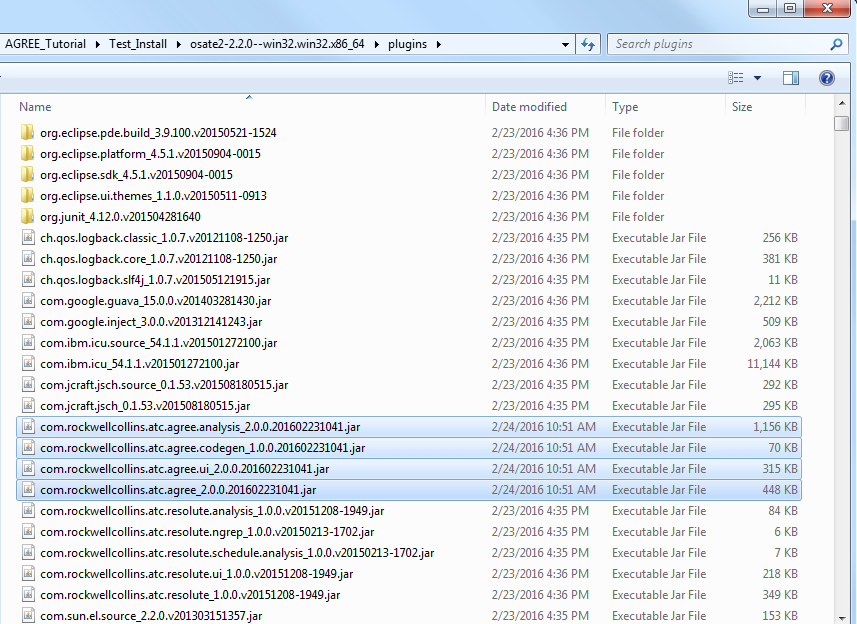 AGREE_Tutorial Test_Install osate2-2.2.0--win32.win32.x86_64 plugins Search plugins
Name Date modified Type Size
org.eclipse.pde.build_3.9.100.v20150521-1524 2/23/2016 4:36 PM File folder
org.eclipse.platform_4.5.1.v20150904-0015 2/23/2016 4:36 PM File folder
org.eclipse.sdk_4.5.1.v20150904-0015 2/23/2016 4:36 PM File folder
org.eclipse.ui.themes_1.1.0.v20150511-0913 2/23/2016 4:36 PM File folder
org.junit_4.12.0.v201504281640 2/23/2016 4:36 PM File folder
ch.qos.logback.classic_1.0.7.v20121108-1250.jar 2/23/2016 4:35 PM Executable Jar File 256 KB
ch.qos.logback.core_1.0.7.v20121108-1250.jar 2/23/2016 4:36 PM Executable Jar File 381 KB
ch.qos.logback.slf4j_1.0.7.v201505121915.jar 2/23/2016 4:35 PM Executable Jar File 11 KB
com.google.guava_15.0.0.v201403281430.jar 2/23/2016 4:36 PM Executable Jar File 2,212 KB
com.google.inject_3.0.0.v201312141243.jar 2/23/2016 4:35 PM Executable Jar File 509 KB
com.ibm.icu.source_54.1.1.v201501272100.jar 2/23/2016 4:35 PM Executable Jar File 2,063 KB
com.ibm.icu_54.1.1.v201501272100.jar 2/23/2016 4:36 PM Executable Jar File 11,144 KB
com.jcraft.jsch.source_0.1.53.v201508180515.jar 2/23/2016 4:35 PM Executable Jar File 292 KB
com.jcraft.jsch_0.1.53.v201508180515.jar 2/23/2016 4:35 PM Executable Jar File 295 KB
com.rockwellcollins.atc.agree.analysis_2.0.0.201602231041.jar 2/24/2016 10:51 AM Executable Jar File 1,156 KB
com.rockwellcollins.atc.agree.codegen_1.0.0.201602231041.jar 2/24/2016 10:51 AM Executable Jar File 70 KB
com.rockwellcollins.atc.agree.ui_2.0.0.201602231041.jar 2/24/2016 10:51 AM Executable Jar File 315 KB
com.rockwellcollins.atc.agree_2.0.0.201602231041.jar 2/24/2016 10:51 AM Executable Jar File 448 KB
com.rockwellcollins.atc.resolute.analysis_1.0.0.v20151208-1949.jar 2/23/2016 4:35 PM Executable Jar File 84 KB
com.rockwellcollins.atc.resolute.ngrep_1.0.0.v20150213-1702.jar 2/23/2016 4:36 PM Executable Jar File 6 KB
com.rockwellcollins.atc.resolute.schedule.analysis_1.0.0.v20150213-1702.jar 2/23/2016 4:35 PM Executable Jar File 7 KB
com.rockwellcollins.atc.resolute.ui_1.0.0.v20151208-1949.jar 2/23/2016 4:36 PM Executable Jar File 218 KB
com.rockwellcollins.atc.resolute_1.0.0.v20151208-1949.jar 2/23/2016 4:36 PM Executable Jar File 349 KB
com.sun.el.source_2.2.0.v201303151357.jar 2/23/2016 4:35 PM Executable Jar File 153 KB